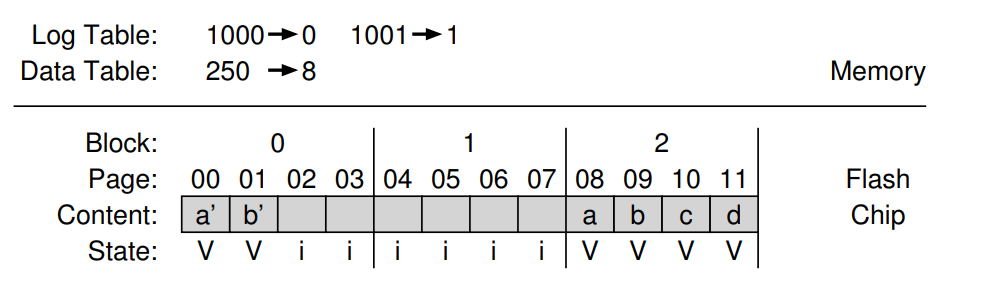 Log Table: 1000→0 1001→1
Data Table: 250 →8 Memory
Block: 0 1 2
Page: 00 01 02 03 04 05 06 07 08 09 10 11 Flash
Content: a’ b’ a b c d Chip
State: V V i i i i i i V V V V